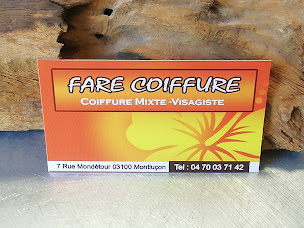 FARE COIFFURE
COIFFURE MIXTE - VISAGISTE
7 Rue Mondétour 03100 Montluçon Tel : 04 70 03 71 42